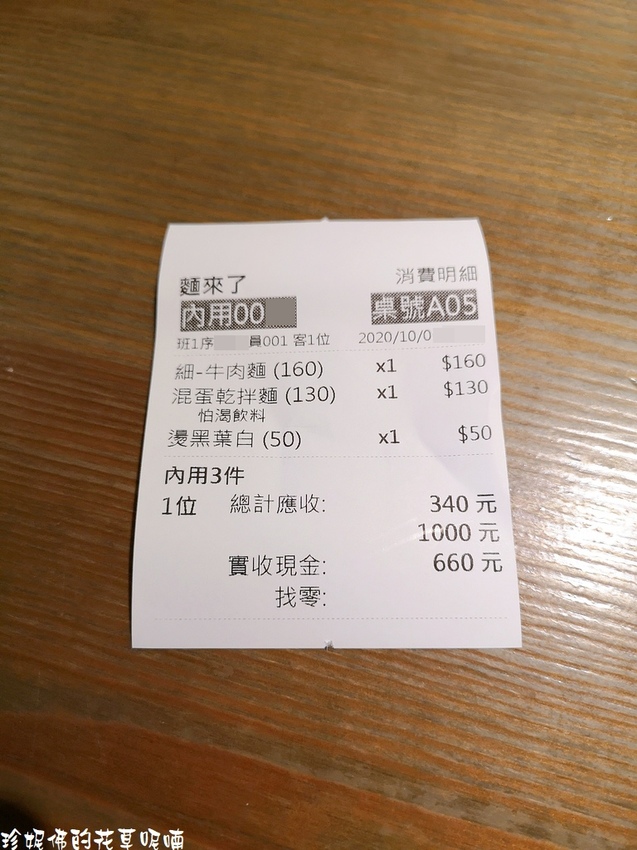 麵來了 消費明細
內用00 桌號A05
班1序 員001 客1位 2020/10/0
細-牛肉麵 (160) x1 $160
混蛋乾拌麵 (130) x1 $130
怕渴飲料
燙黑葉白 (50) x1 $50
內用3件
1位 總計應收: 340 元
1000 元
實收現金: 660 元
找零:
珍妮佛的花草呢喃